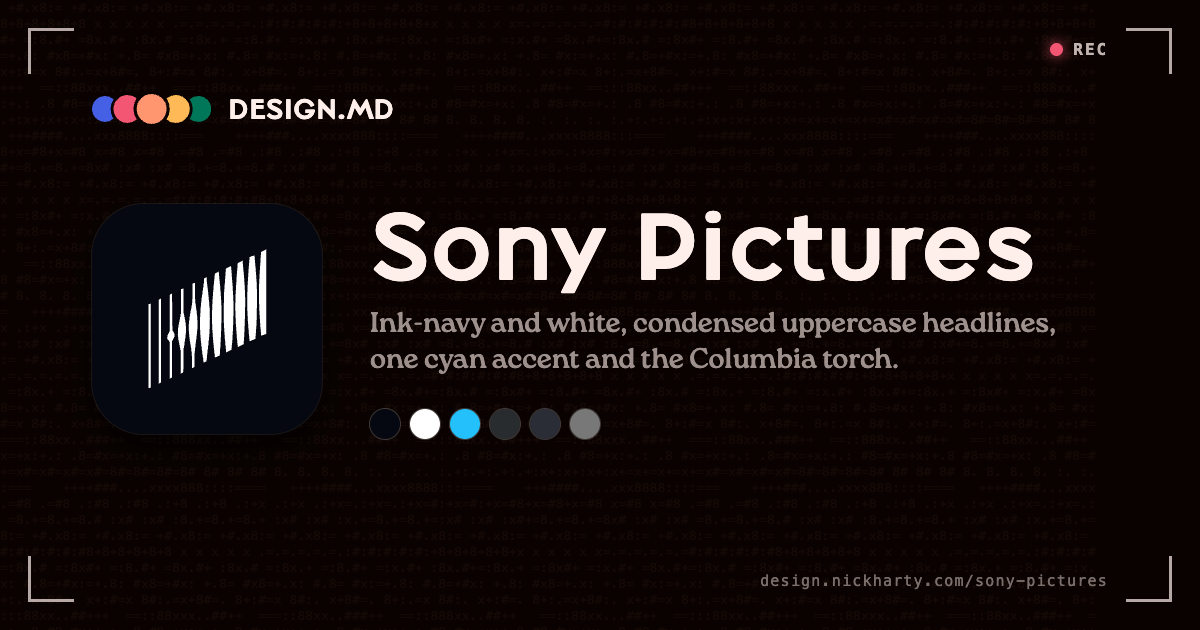 REC
DESIGN.MD
Sony Pictures
Ink-navy and white, condensed uppercase headlines,
one cyan accent and the Columbia torch.
design.nickharty.com/sony-pictures